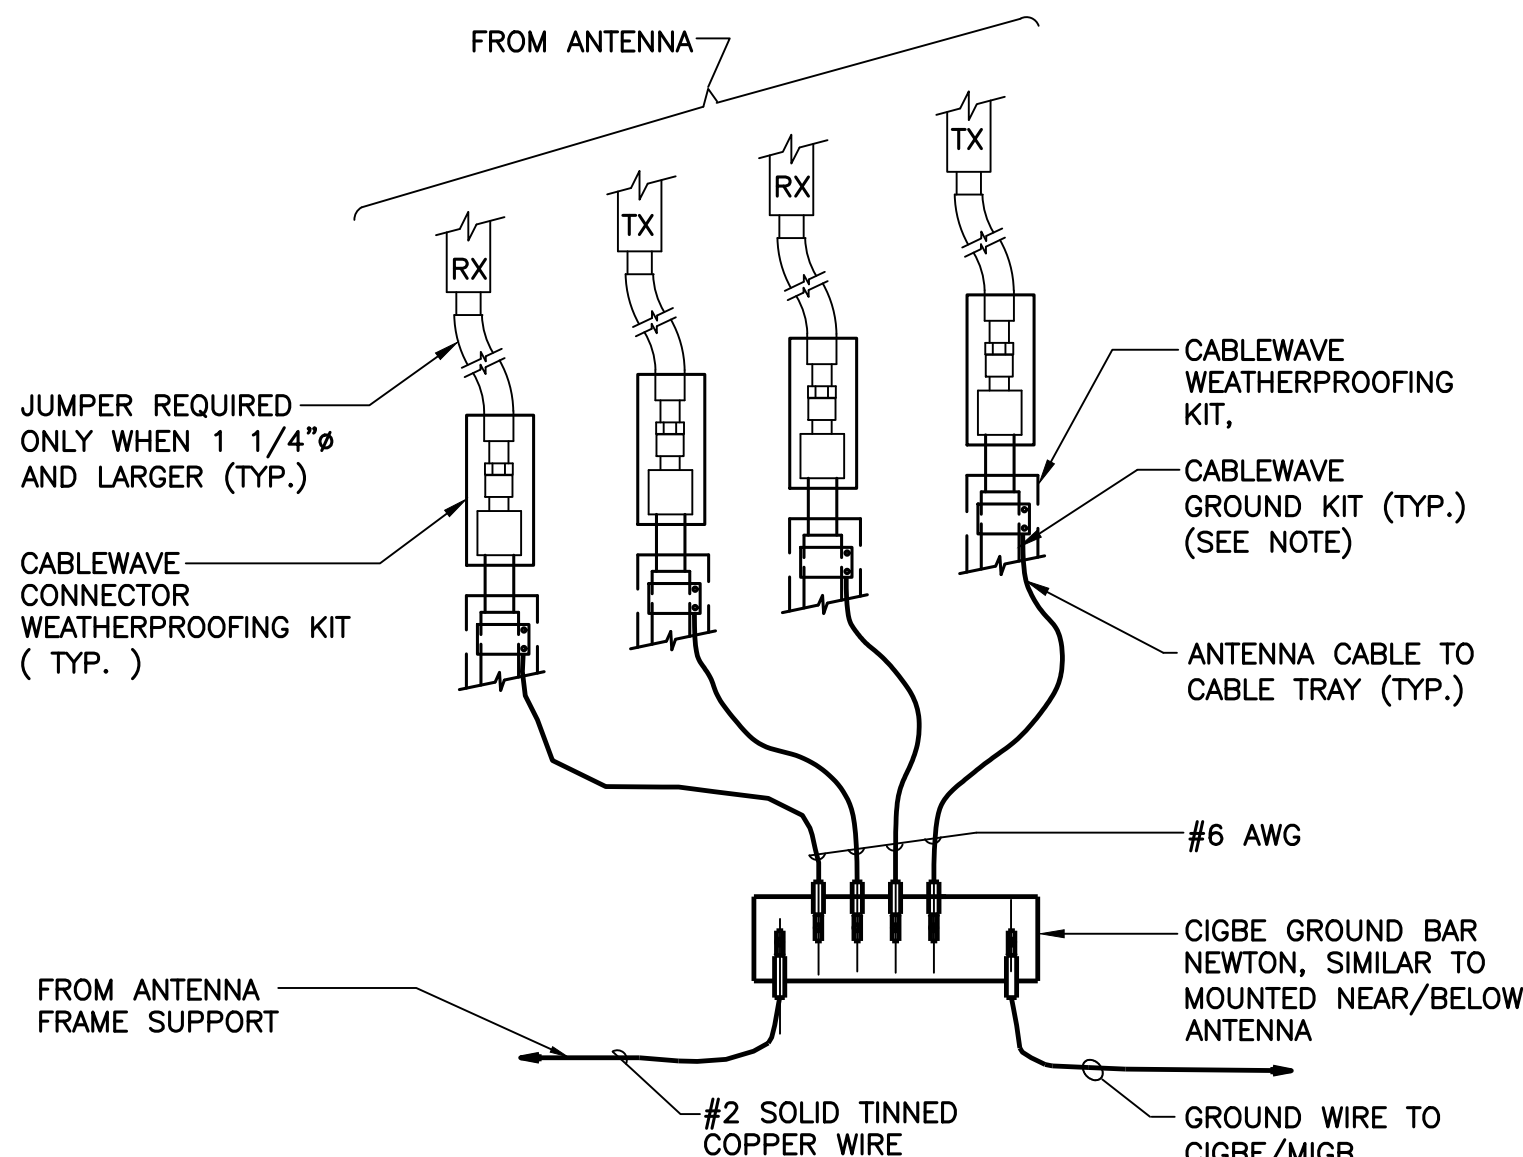 FROM ANTENNA
TX
RX
TX
RX
JUMPER REQUIRED
ONLY WHEN 1 1/4"ø
AND LARGER (TYP.)
CABLEWAVE
CONNECTOR
WEATHERPROOFING KIT
( TYP. )
CABLEWAVE
WEATHERPROOFING
KIT,
CABLEWAVE
GROUND KIT (TYP.)
(SEE NOTE)
ANTENNA CABLE TO
CABLE TRAY (TYP.)
#6 AWG
CIGBE GROUND BAR
NEWTON, SIMILAR TO
MOUNTED NEAR/BELOW
ANTENNA
FROM ANTENNA
FRAME SUPPORT
#2 SOLID TINNED
COPPER WIRE
GROUND WIRE TO
CIGBE/MIGB